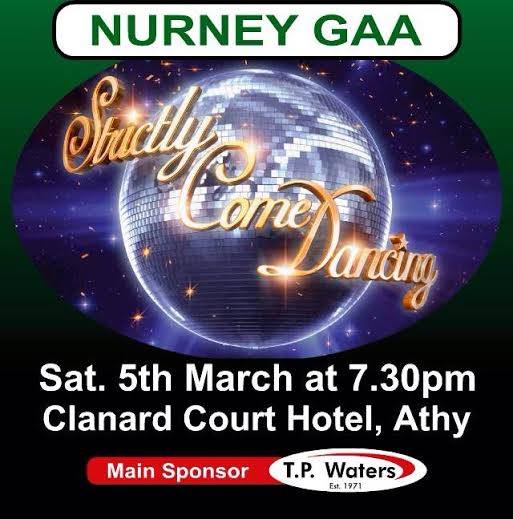 NURNEY GAA
Strictly
Come
Dancing
Sat. 5th March at 7.30pm
Clanard Court Hotel, Athy
Main Sponsor T.P. Waters
Est. 1971